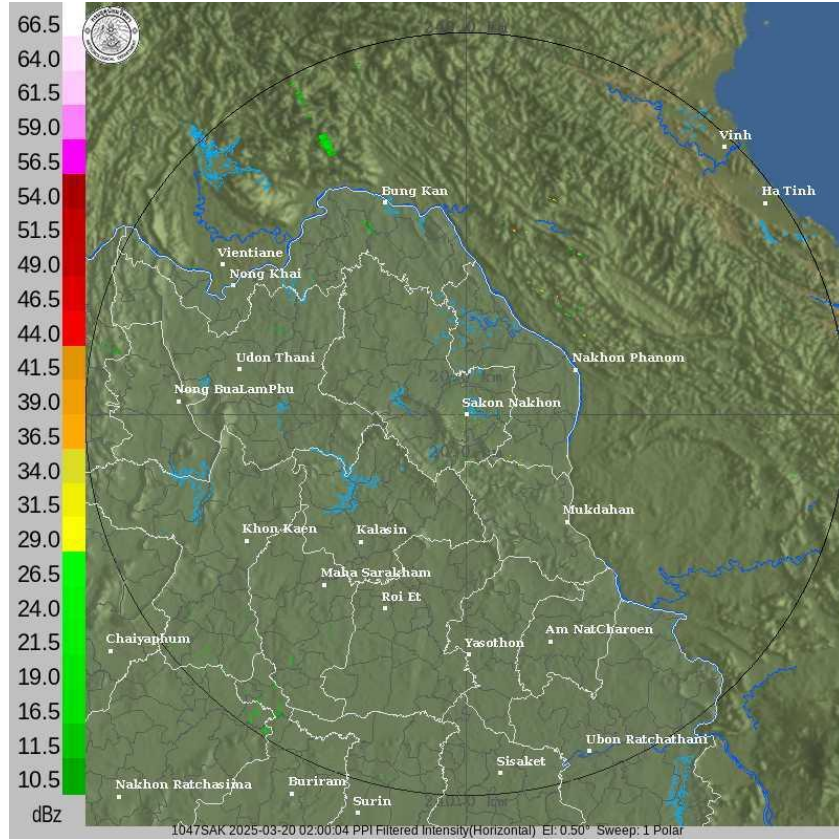 66.5
64.0
61.5
59.0
56.5
54.0
51.5
49.0
46.5
44.0
41.5
39.0
36.5
34.0
31.5
29.0
26.5
24.0
21.5
19.0
16.5
11.5
10.5
dBz
Vinh
Bung Kan
Ha Tinh
Vientiane
Nong Khai
Udon Thani
Nakhon Phanom
Nong BuaLamPhu
Sakon Nakhon
Mukdahan
Khon Kaen
Kalasin
Maha Sarakham
Roi Et
Am NatCharoen
Chaiyaphum
Yasothon
Ubon Ratchathani
Sisaket
Nakhon Ratchasima
Buriram
Surin
1047SAK 2025-03-20 02:00:04 PPI Filtered Intensity(Horizontal) El: 0.50° Sweep: 1 Polar